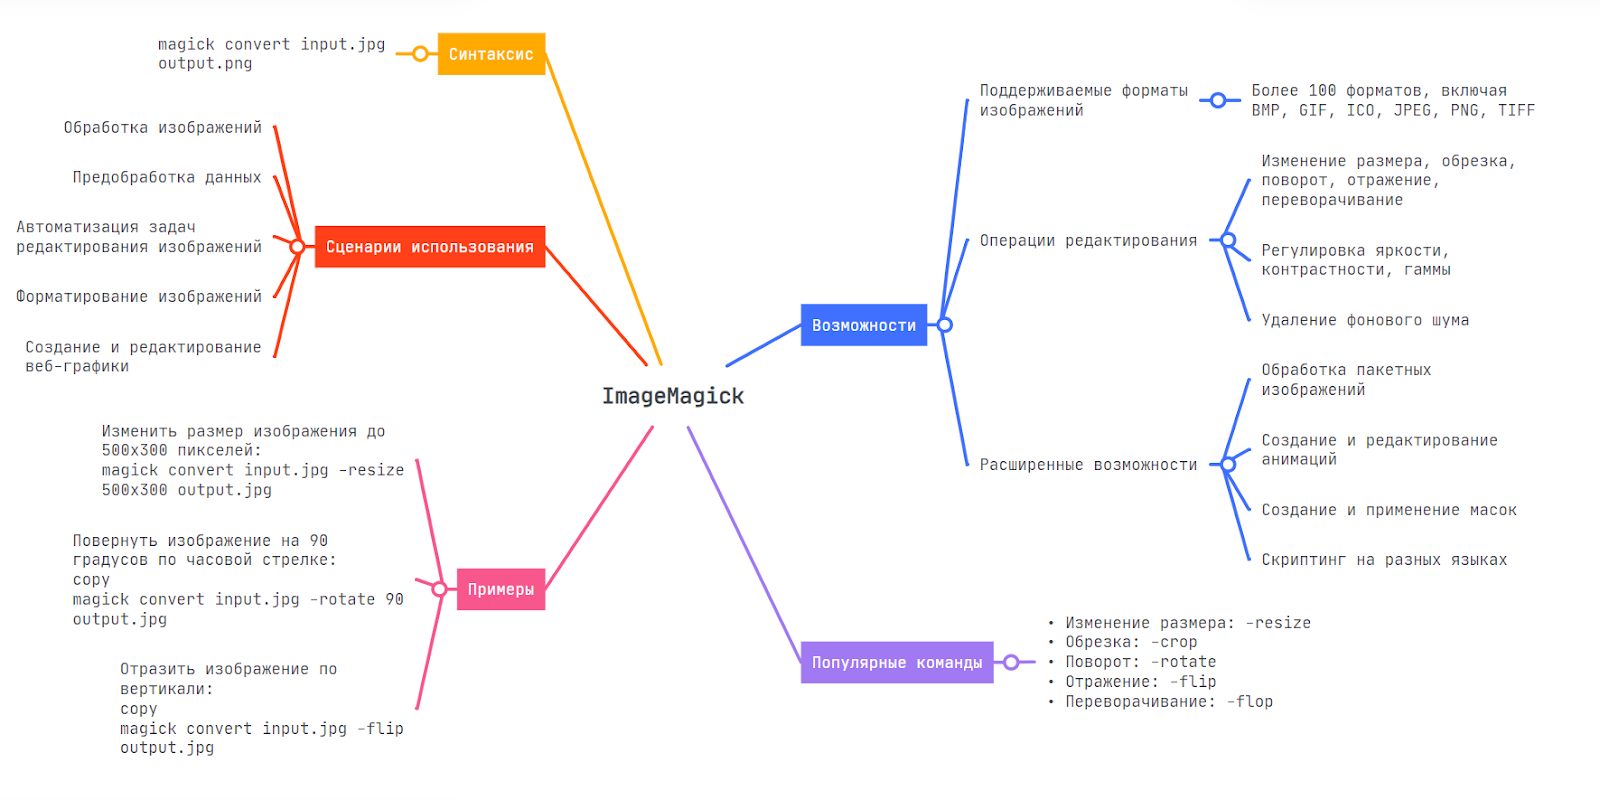 magick convert input.jpg
output.png
Синтаксис
Обработка изображений
Предобработка данных
Автоматизация задач
редактирования изображений
Форматирование изображений
Создание и редактирование
веб-графики
Сценарии использования
ImageMagick
Изменить размер изображения до
500x300 пикселей:
magick convert input.jpg -resize
500x300 output.jpg
Повернуть изображение на 90
градусов по часовой стрелке:
copy
magick convert input.jpg -rotate 90
output.jpg
Отразить изображение по
вертикали:
copy
magick convert input.jpg -flip
output.jpg
Примеры
Возможности
Поддерживаемые форматы
изображений
Более 100 форматов, включая
BMP, GIF, ICO, JPEG, PNG, TIFF
Операции редактирования
Изменение размера, обрезка,
поворот, отражение,
переворачивание
Регулировка яркости,
контрастности, гаммы
Удаление фонового шума
Расширенные возможности
Обработка пакетных
изображений
Создание и редактирование
анимаций
Создание и применение масок
Скриптинг на разных языках
Популярные команды
• Изменение размера: -resize
• Обрезка: -crop
• Поворот: -rotate
• Отражение: -flip
• Переворачивание: -flop